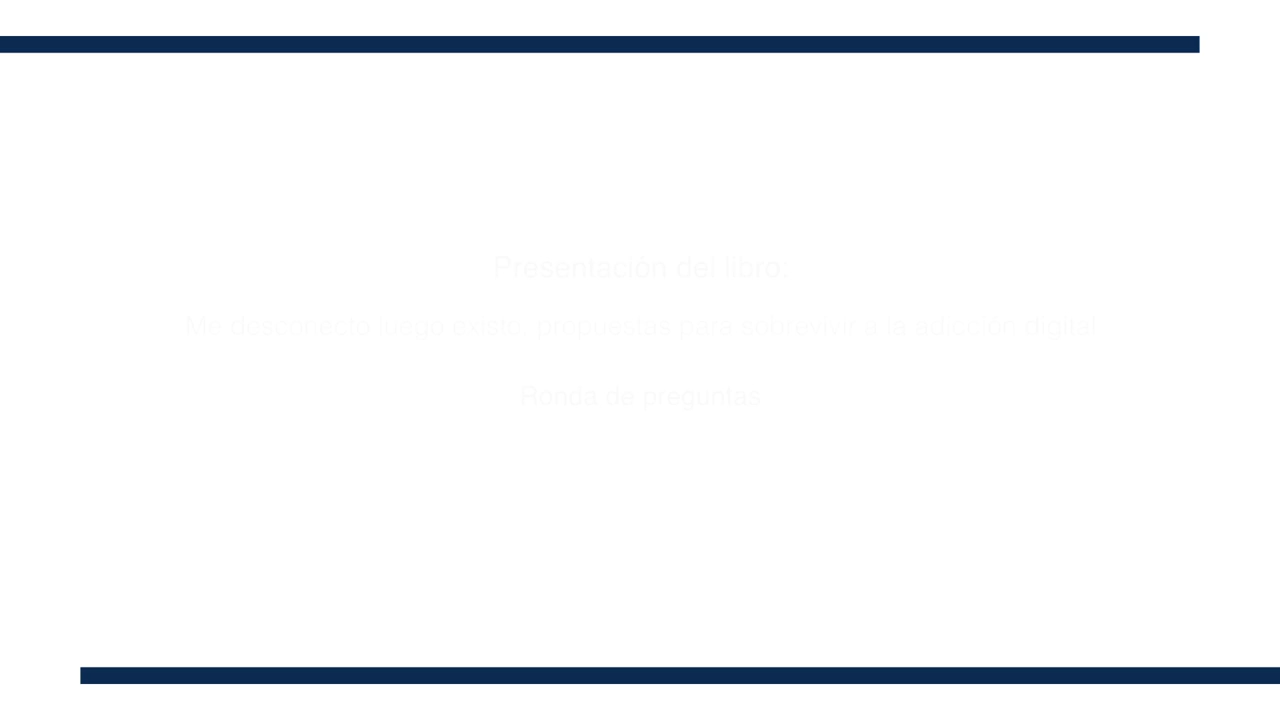 Presentación del libro:
Me desconecto luego existo: propuestas para sobrevivir a la adicción digital
Ronda de preguntas